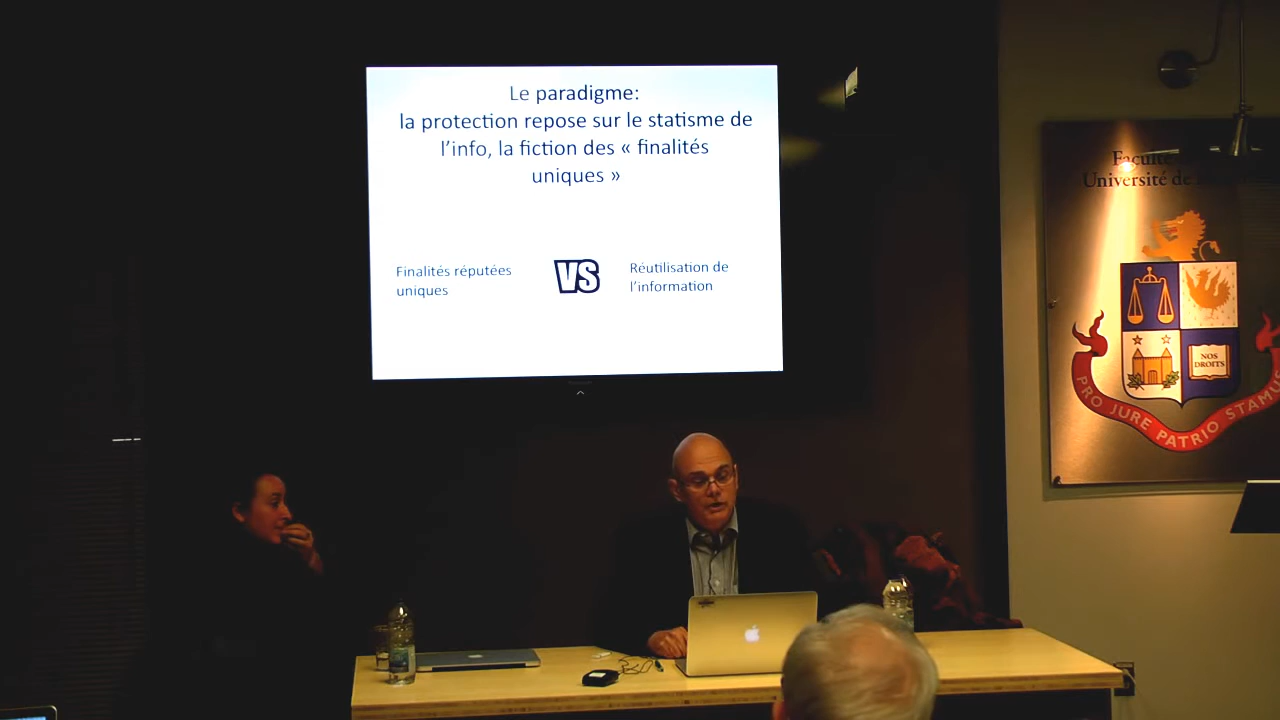 Le paradigme:
la protection repose sur le statisme de
l'info, la fiction des « finalités
uniques »
Finalités réputées
uniques
VS
Réutilisation de
l'information
Faculté
Université de
NOS
DROITS
PRO JURE PATRIO STAMUS